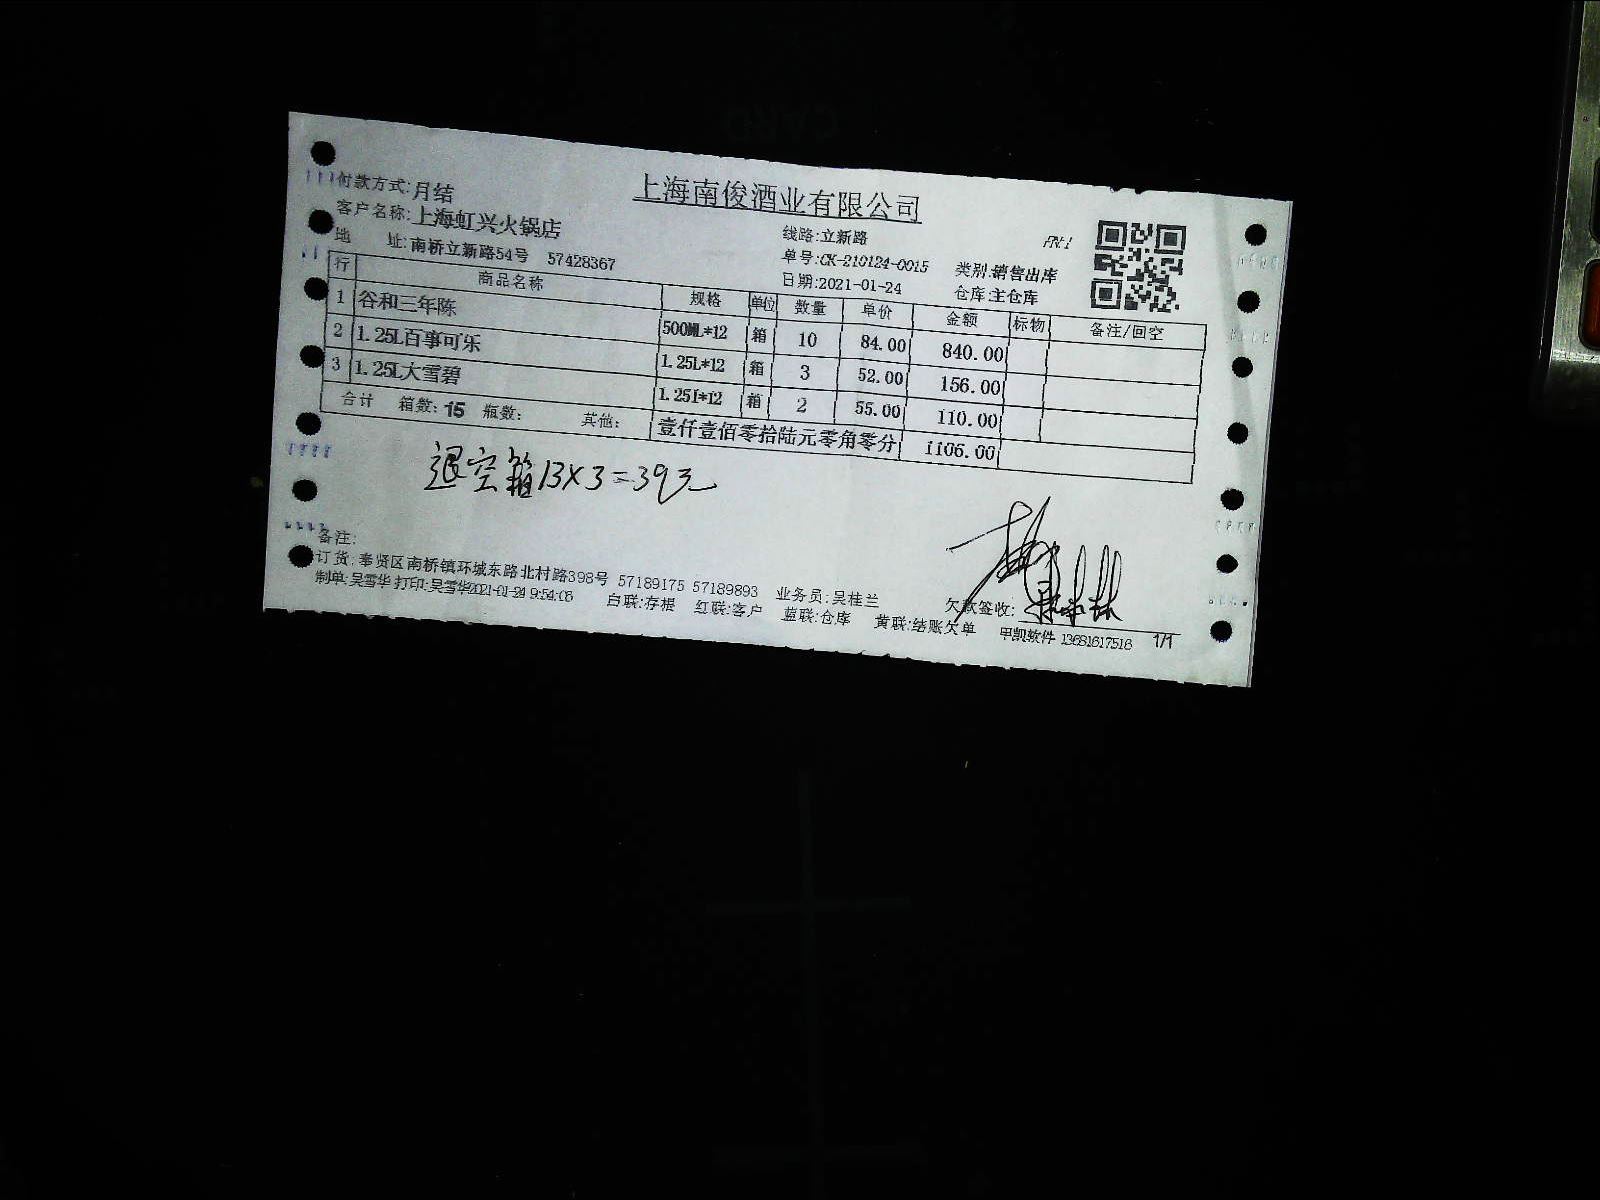 上海南俊酒业有限公司
付款方式:月结
客户名称:上海虹兴火锅店
线路:立新路
地 址:南桥立新路54号 57428367
单号:CK-210124-0015 类别:销售出库
日期:2021-01-24 仓库:主仓库
行 商品名称 规格 单位 数量 单价 金额 标物 备注/回空
1 谷和三年陈 500ML*12 箱 10 84.00 840.00
2 1.25L百事可乐 1.25L*12 箱 3 52.00 156.00
3 1.25L大雪碧 1.25L*12 箱 2 55.00 110.00
合计 箱数:15 瓶数: 其他: 壹仟壹佰零拾陆元零角零分 1106.00
退空箱13X3=39元
备注:
订货:奉贤区南桥镇环城东路北村路398号 57189175 57189893 业务员:吴桂兰 欠款签收:
制单:吴雪华 打印:吴雪华2021-01-24 9:54:06 白联:存根 红联:客户 蓝联:仓库 黄联:结账欠单 甲凯软件 13681617516 1/1